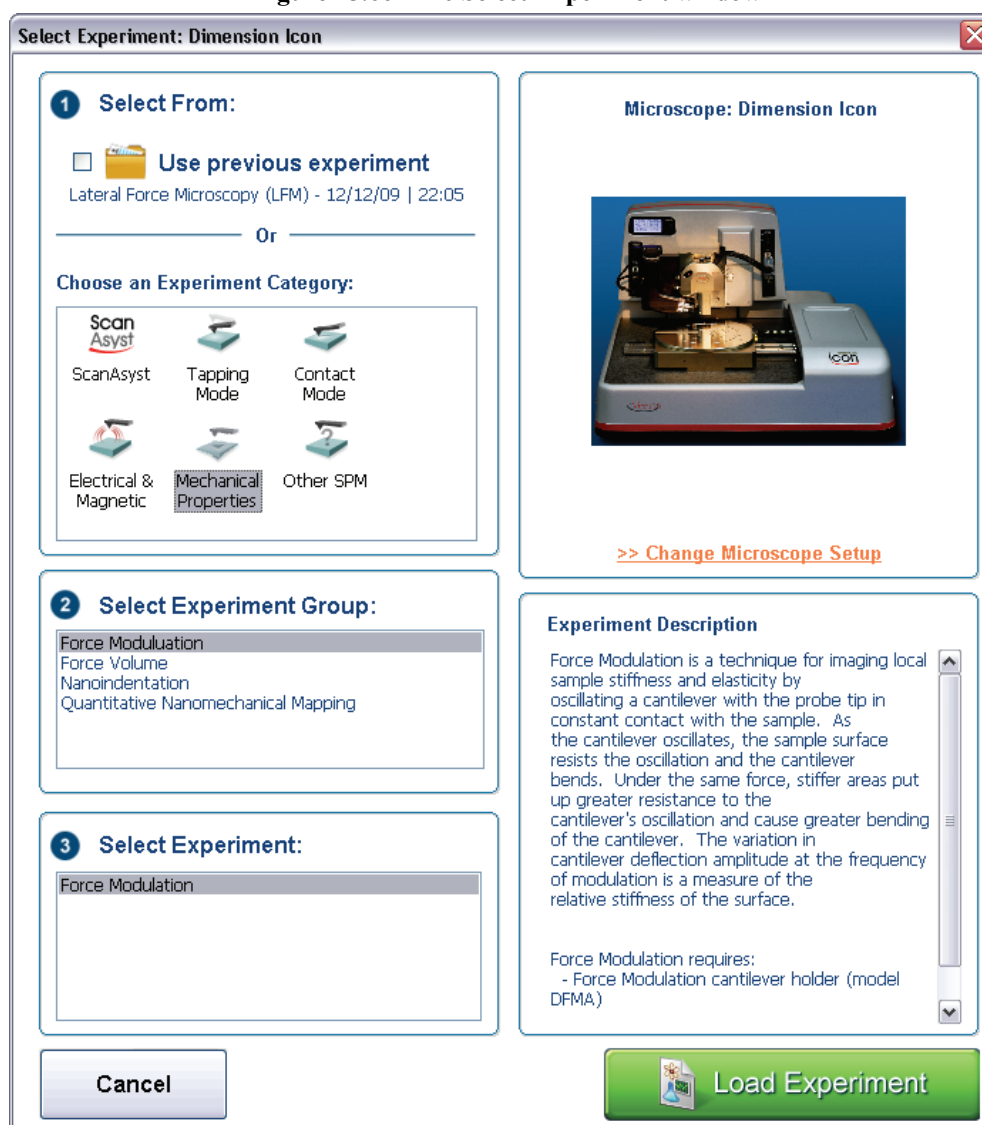 Select Experiment: Dimension Icon
1 Select From:
Use previous experiment
Lateral Force Microscopy (LFM) - 12/12/09 | 22:05
Or
Choose an Experiment Category:
Scan
Asyst
ScanAsyst
Tapping
Mode
Contact
Mode
Electrical &
Magnetic
Mechanical
Properties
Other SPM
2 Select Experiment Group:
Force Moduluation
Force Volume
Nanoindentation
Quantitative Nanomechanical Mapping
3 Select Experiment:
Force Modulation
Cancel
Microscope: Dimension Icon
icon
>> Change Microscope Setup
Experiment Description
Force Modulation is a technique for imaging local
sample stiffness and elasticity by
oscillating a cantilever with the probe tip in
constant contact with the sample. As
the cantilever oscillates, the sample surface
resists the oscillation and the cantilever
bends. Under the same force, stiffer areas put
up greater resistance to the
cantilever's oscillation and cause greater bending
of the cantilever. The variation in
cantilever deflection amplitude at the frequency
of modulation is a measure of the
relative stiffness of the surface.
Force Modulation requires:
- Force Modulation cantilever holder (model
DFMA)
Load Experiment